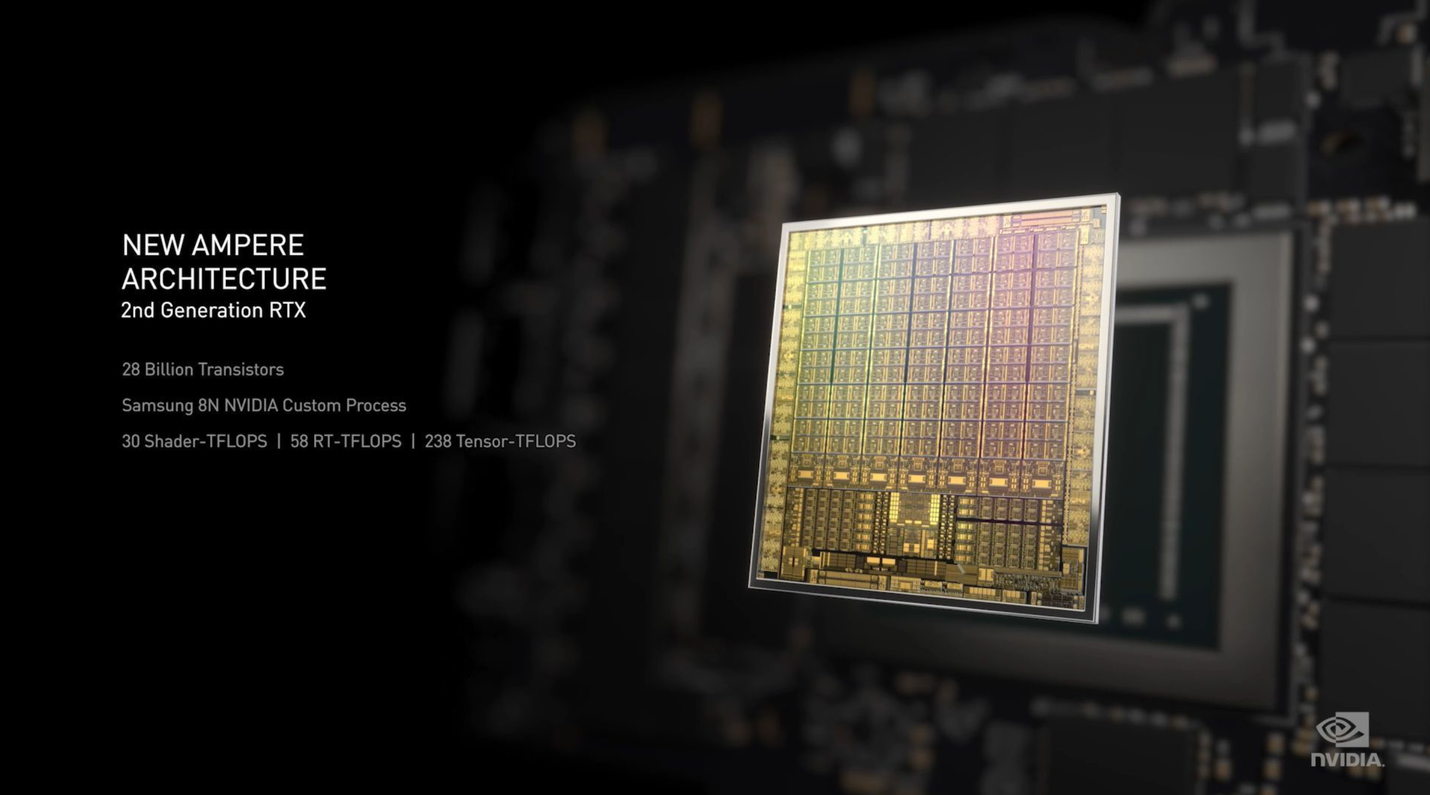 NEW AMPERE
ARCHITECTURE
2nd Generation RTX
28 Billion Transistors
Samsung 8N NVIDIA Custom Process
30 Shader-TFLOPS | 58 RT-TFLOPS | 238 Tensor-TFLOPS
NVIDIA.